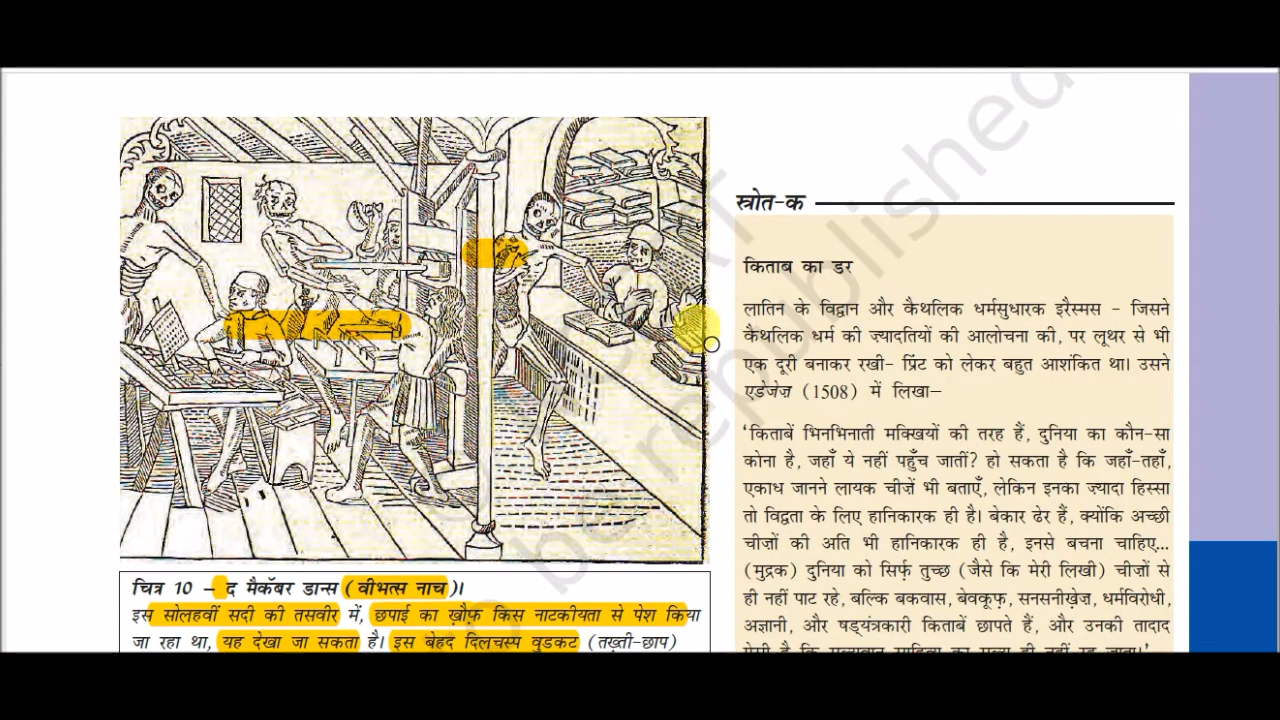 स्रोत-क
किताब का डर
लातिन के विद्वान और कैथलिक धर्मसुधारक इरैस्मस - जिसने
कैथलिक धर्म की ज्यादतियों की आलोचना की, पर लूथर से भी
एक दूरी बनाकर रखी- प्रिंट को लेकर बहुत आशंकित था। उसने
एडेजेज़ (1508) में लिखा-
'किताबें भिनभिनाती मक्खियों की तरह हैं, दुनिया का कौन-सा
कोना है, जहाँ ये नहीं पहुँच जातीं? हो सकता है कि जहाँ-तहाँ,
एकाध जानने लायक चीज़ें भी बताएँ, लेकिन इनका ज्यादा हिस्सा
तो विद्वता के लिए हानिकारक ही है। बेकार ढेर हैं, क्योंकि अच्छी
चीजों की अति भी हानिकारक ही है, इनसे बचना चाहिए...
(मुद्रक) दुनिया को सिर्फ़ तुच्छ (जैसे कि मेरी लिखी) चीज़ों से
ही नहीं पाट रहे, बल्कि बकवास, बेवकूफ़, सनसनीख़ेज़, धर्मविरोधी,
अज्ञानी, और षड्यंत्रकारी किताबें छापते हैं, और उनकी तादाद
चित्र 10 – द मैकॅबर डान्स (वीभत्स नाच)।
इस सोलहवीं सदी की तसवीर में, छपाई का ख़ौफ़ किस नाटकीयता से पेश किया
जा रहा था, यह देखा जा सकता है। इस बेहद दिलचस्प वुडकट (तख़्ती-छाप)
be republished